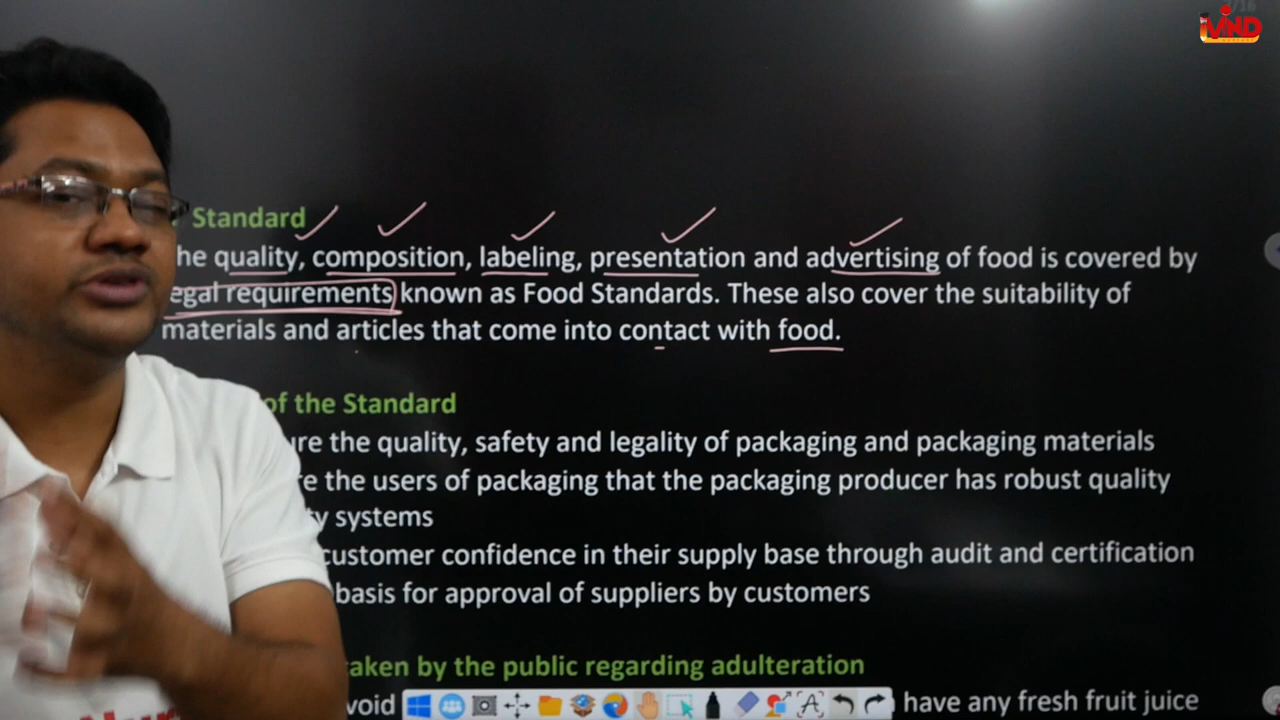 Standard
he quality, composition, labeling, presentation and advertising of food is covered by
egal requirements known as Food Standards. These also cover the suitability of
materials and articles that come into contact with food.
of the Standard
re the quality, safety and legality of packaging and packaging materials
e the users of packaging that the packaging producer has robust quality
ty systems
customer confidence in their supply base through audit and certification
basis for approval of suppliers by customers
aken by the public regarding adulteration
void have any fresh fruit juice
VND
/16